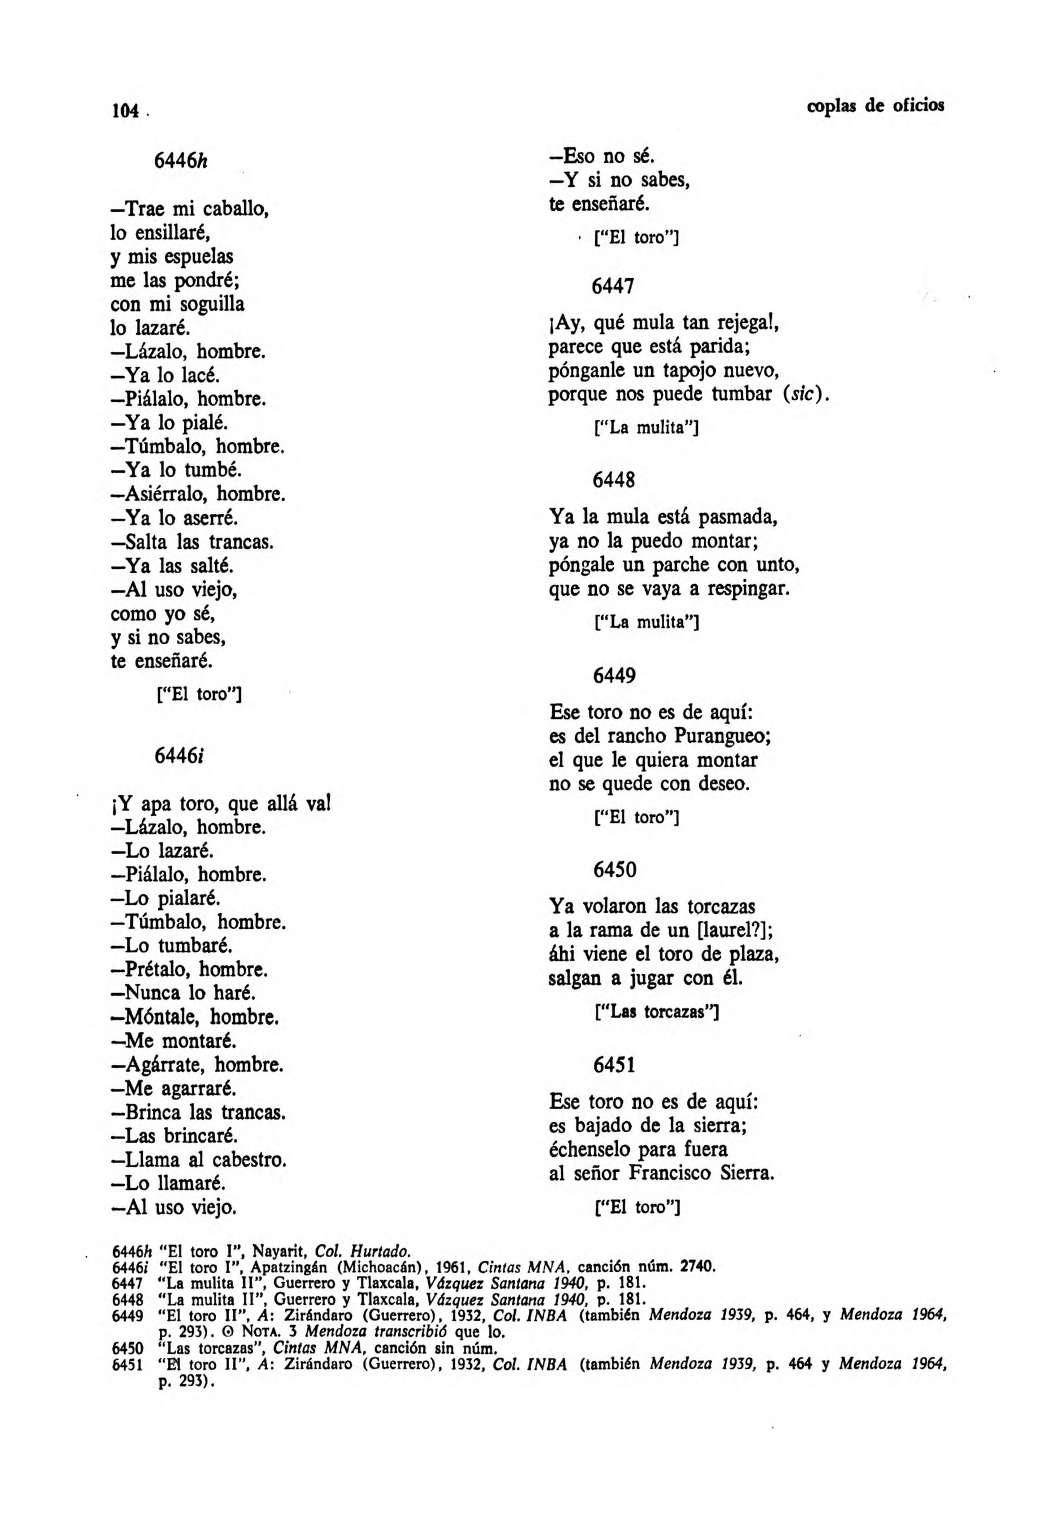 104
coplas de oficios
6446h
—Trae mi caballo,
lo ensillaré,
y mis espuelas
me las pondré;
con mi soguilla
lo lazaré.
—Lázalo, hombre.
—Ya lo lacé.
—Piálalo, hombre.
—Ya lo pialé.
—Túmbalo, hombre.
—Ya lo tumbé.
—Asiérralo, hombre.
—Ya lo aserré.
—Salta las trancas.
—Ya las salté.
—Al uso viejo,
como yo sé,
y si no sabes,
te enseñaré.
["El toro"]
6446i
¡Y apa toro, que allá va!
—Lázalo, hombre.
—Lo lazaré.
—Piálalo, hombre.
—Lo pialaré.
—Túmbalo, hombre.
—Lo tumbaré.
—Prétalo, hombre.
—Nunca lo haré.
—Móntale, hombre.
—Me montaré.
—Agárrate, hombre.
—Me agarraré.
—Brinca las trancas.
—Las brincaré.
—Llama al cabestro.
—Lo llamaré.
—Al uso viejo.
—Eso no sé.
—Y si no sabes,
te enseñaré.
["El toro"]
6447
¡Ay, qué mula tan rejega!,
parece que está parida;
pónganle un tapojo nuevo,
porque nos puede tumbar (sic).
["La mulita"]
6448
Ya la mula está pasmada,
ya no la puedo montar;
póngale un parche con unto,
que no se vaya a respingar.
["La mulita"]
6449
Ese toro no es de aquí:
es del rancho Purangueo;
el que le quiera montar
no se quede con deseo.
["El toro"]
6450
Ya volaron las torcazas
a la rama de un [laurel?];
áhi viene el toro de plaza,
salgan a jugar con él.
["Las torcazas"]
6451
Ese toro no es de aquí:
es bajado de la sierra;
échenselo para fuera
al señor Francisco Sierra.
["El toro"]
6446h "El toro I", Nayarit, Col. Hurtado.
6446i "El toro I", Apatzingán (Michoacán), 1961, Cintas MNA, canción núm. 2740.
6447 "La mulita II", Guerrero y Tlaxcala, Vázquez Santana 1940, p. 181.
6448 "La mulita II", Guerrero y Tlaxcala, Vázquez Santana 1940, p. 181.
6449 "El toro II", A: Zirándaro (Guerrero), 1932, Col. INBA (también Mendoza 1939, p. 464, y Mendoza 1964,
p. 293). ⊙ NOTA. 3 Mendoza transcribió que lo.
6450 "Las torcazas", Cintas MNA, canción sin núm.
6451 "El toro II", A: Zirándaro (Guerrero), 1932, Col. INBA (también Mendoza 1939, p. 464 y Mendoza 1964,
p. 293).